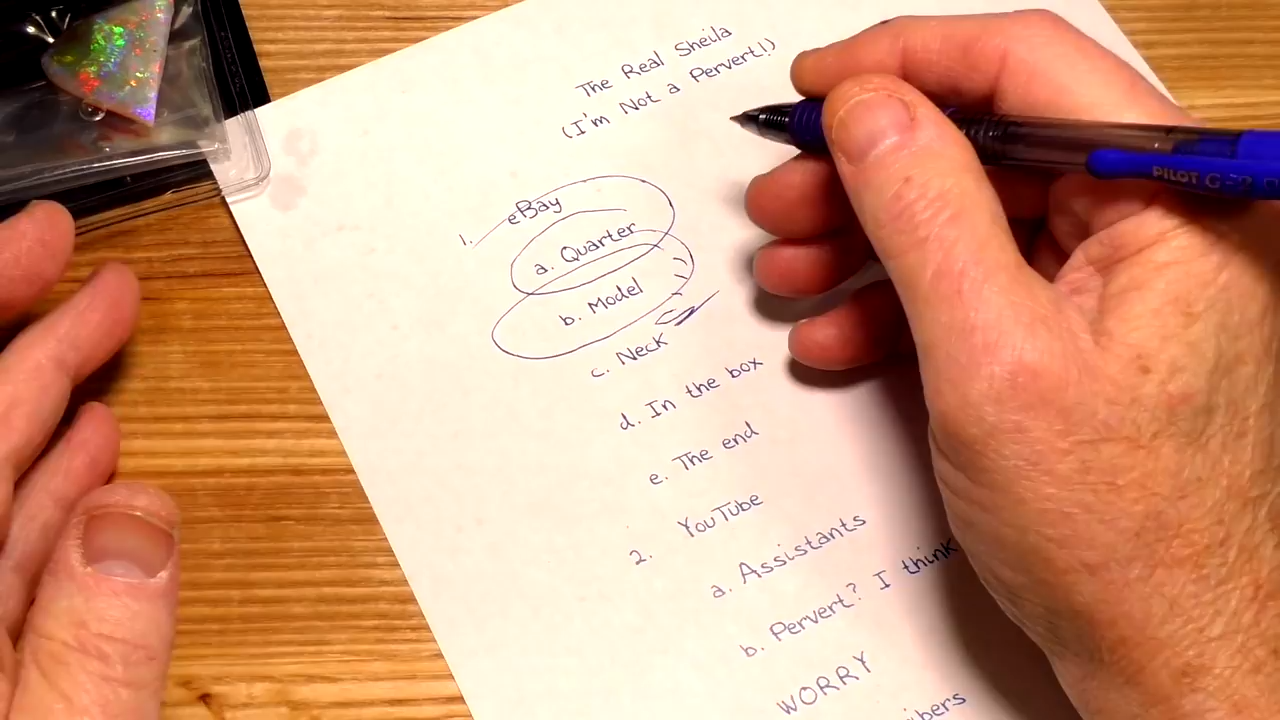 The Real Sheila
(I'm Not a Pervert!)
1. eBay
a. Quarter
b. Model
c. Neck
d. In the box
e. The end
2. YouTube
a. Assistants
b. Pervert? I think
WORRY
PILOT G-2